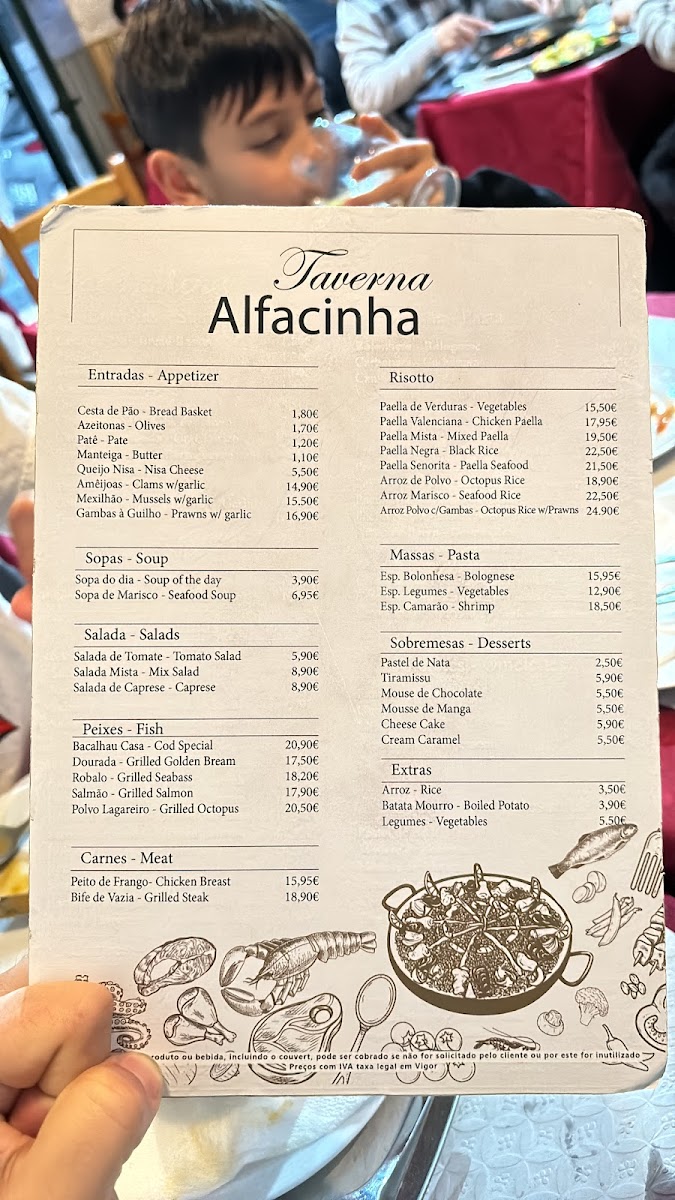 Taverna
Alfacinha
Entradas - Appetizer
Cesta de Pão - Bread Basket 1,80€
Azeitonas - Olives 1,70€
Patê - Pate 1,20€
Manteiga - Butter 1,10€
Queijo Nisa - Nisa Cheese 5,50€
Amêijoas - Clams w/garlic 14,90€
Mexilhão - Mussels w/garlic 15,50€
Gambas à Guilho - Prawns w/ garlic 16,90€
Sopas - Soup
Sopa do dia - Soup of the day 3,90€
Sopa de Marisco - Seafood Soup 6,95€
Salada - Salads
Salada de Tomate - Tomato Salad 5,90€
Salada Mista - Mix Salad 8,90€
Salada de Caprese - Caprese 8,90€
Peixes - Fish
Bacalhau Casa - Cod Special 20,90€
Dourada - Grilled Golden Bream 17,50€
Robalo - Grilled Seabass 18,20€
Salmão - Grilled Salmon 17,90€
Polvo Lagareiro - Grilled Octopus 20,50€
Carnes - Meat
Peito de Frango- Chicken Breast 15,95€
Bife de Vazia - Grilled Steak 18,90€
Risotto
Paella de Verduras - Vegetables 15,50€
Paella Valenciana - Chicken Paella 17,95€
Paella Mista - Mixed Paella 19,50€
Paella Negra - Black Rice 22,50€
Paella Senorita - Paella Seafood 21,50€
Arroz de Polvo - Octopus Rice 18,90€
Arroz Marisco - Seafood Rice 22,50€
Arroz Polvo c/Gambas - Octopus Rice w/Prawns 24.90€
Massas - Pasta
Esp. Bolonhesa - Bolognese 15,95€
Esp. Legumes - Vegetables 12,90€
Esp. Camarão - Shrimp 18,50€
Sobremesas - Desserts
Pastel de Nata 2,50€
Tiramissu 5,90€
Mouse de Chocolate 5,50€
Mousse de Manga 5,50€
Cheese Cake 5,90€
Cream Caramel 5,50€
Extras
Arroz - Rice 3,50€
Batata Mourro - Boiled Potato 3,90€
Legumes - Vegetables 5.50€
roduto ou bebida, incluindo o couvert, pode ser cobrado se não for solicitado pelo cliente ou por este for inutilizado
Preços com IVA taxa legal em Vigor